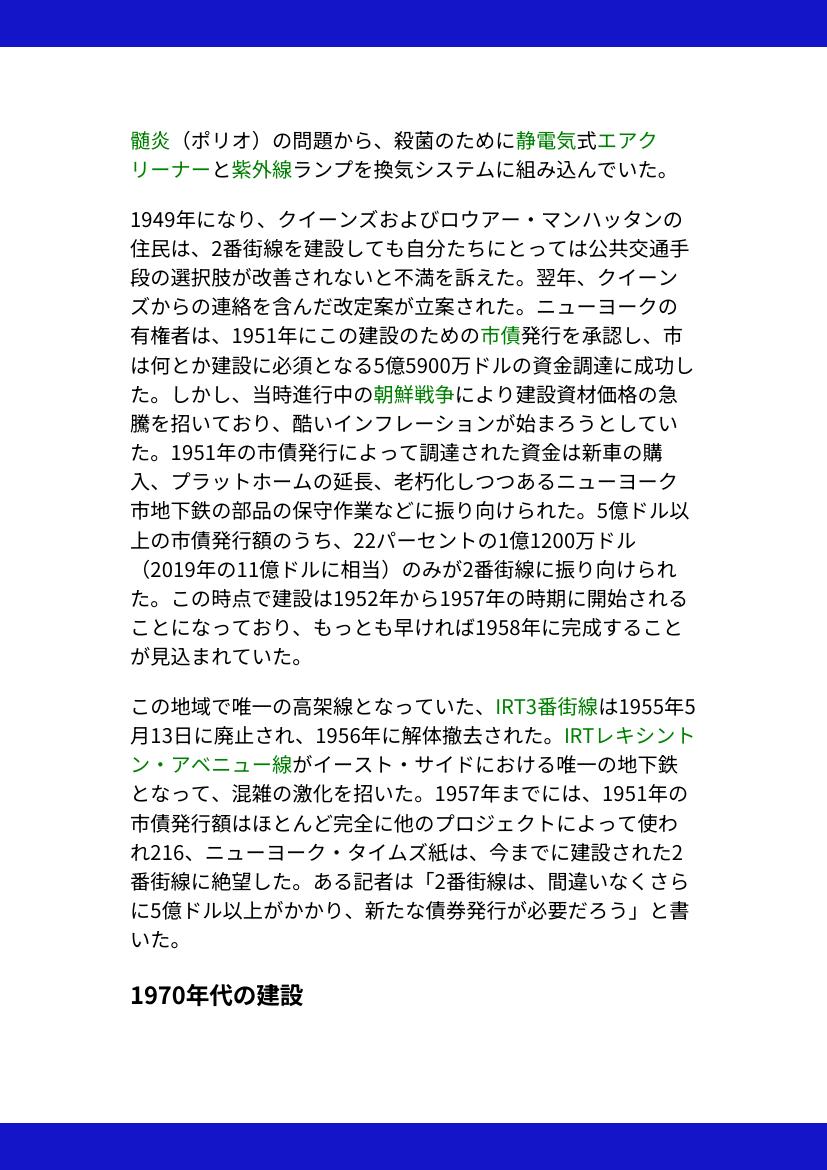 髄炎（ポリオ）の問題から、殺菌のために静電気式エアク
リーナーと紫外線ランプを換気システムに組み込んでいた。
1949年になり、クイーンズおよびロウアー・マンハッタンの
住民は、2番街線を建設しても自分たちにとっては公共交通手
段の選択肢が改善されないと不満を訴えた。翌年、クイーン
ズからの連絡を含んだ改定案が立案された。ニューヨークの
有権者は、1951年にこの建設のための市債発行を承認し、市
は何とか建設に必須となる5億5900万ドルの資金調達に成功し
た。しかし、当時進行中の朝鮮戦争により建設資材価格の急
騰を招いており、酷いインフレーションが始まろうとしてい
た。1951年の市債発行によって調達された資金は新車の購
入、プラットホームの延長、老朽化しつつあるニューヨーク
市地下鉄の部品の保守作業などに振り向けられた。5億ドル以
上の市債発行額のうち、22パーセントの1億1200万ドル
（2019年の11億ドルに相当）のみが2番街線に振り向けられ
た。この時点で建設は1952年から1957年の時期に開始される
ことになっており、もっとも早ければ1958年に完成すること
が見込まれていた。
この地域で唯一の高架線となっていた、IRT3番街線は1955年5
月13日に廃止され、1956年に解体撤去された。IRTレキシント
ン・アベニュー線がイースト・サイドにおける唯一の地下鉄
となって、混雑の激化を招いた。1957年までには、1951年の
市債発行額はほとんど完全に他のプロジェクトによって使わ
れ216、ニューヨーク・タイムズ紙は、今までに建設された2
番街線に絶望した。ある記者は「2番街線は、間違いなくさら
に5億ドル以上がかかり、新たな債券発行が必要だろう」と書
いた。
1970年代の建設